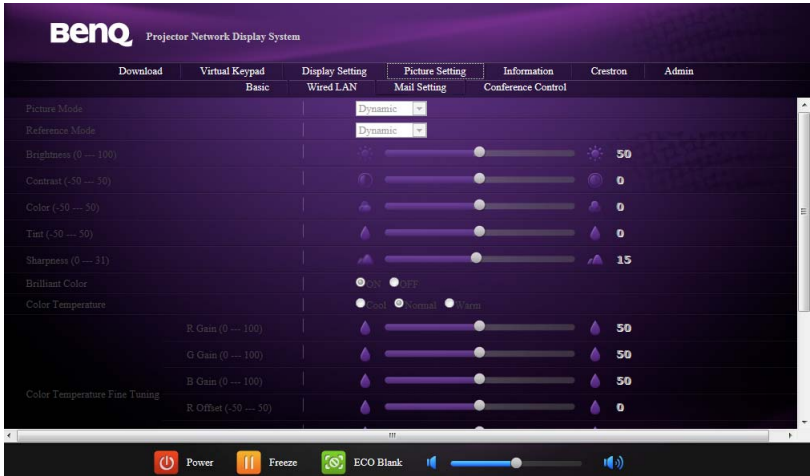 BenQ Projector Network Display System
Download Virtual Keypad Display Setting Picture Setting Information Crestron Admin
Basic Wired LAN Mail Setting Conference Control
Picture Mode Dynamic
Reference Mode Dynamic
Brightness (0 --- 100) 50
Contrast (-50 --- 50) 0
Color (-50 --- 50) 0
Tint (-50 --- 50) 0
Sharpness (0 --- 31) 15
Brilliant Color ON OFF
Color Temperature Cool Normal Warm
R Gain (0 --- 100) 50
G Gain (0 --- 100) 50
B Gain (0 --- 100) 50
Color Temperature Fine Tuning
R Offset (-50 --- 50) 0
Power Freeze ECO Blank